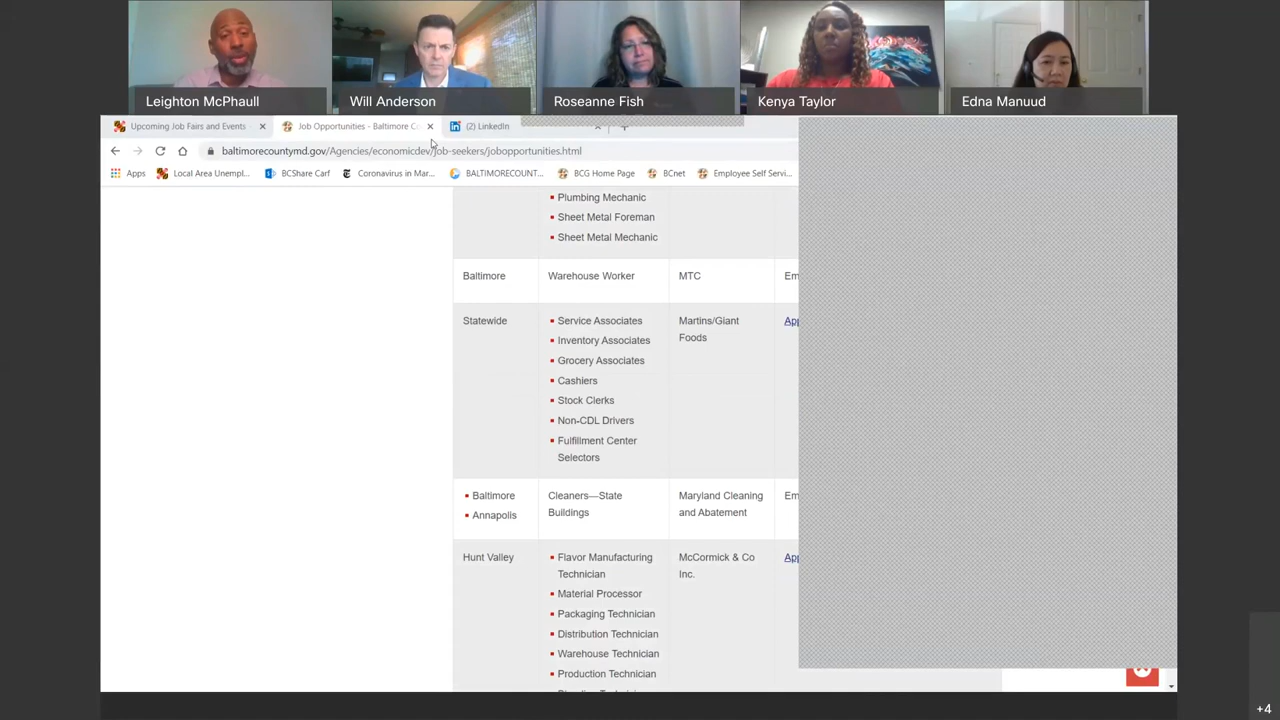 Leighton McPhaull
Will Anderson
Roseanne Fish
Kenya Taylor
Edna Manuud
Upcoming Job Fairs and Events
Job Opportunities - Baltimore Co
(2) LinkedIn
baltimorecountymd.gov/Agencies/economicdev/job-seekers/jobopportunities.html
Apps
Local Area Unempl...
BCShare Carf
Coronavirus in Mar...
BALTIMORECOUNT...
BCG Home Page
BCnet
Employee Self Servi...
Plumbing Mechanic
Sheet Metal Foreman
Sheet Metal Mechanic
Baltimore
Warehouse Worker
MTC
Em
Statewide
Service Associates
Inventory Associates
Grocery Associates
Cashiers
Stock Clerks
Non-CDL Drivers
Fulfillment Center
Selectors
Martins/Giant
Foods
App
Baltimore
Annapolis
Cleaners—State
Buildings
Maryland Cleaning
and Abatement
Em
Hunt Valley
Flavor Manufacturing
Technician
Material Processor
Packaging Technician
Distribution Technician
Warehouse Technician
Production Technician
McCormick & Co
Inc.
App
+4